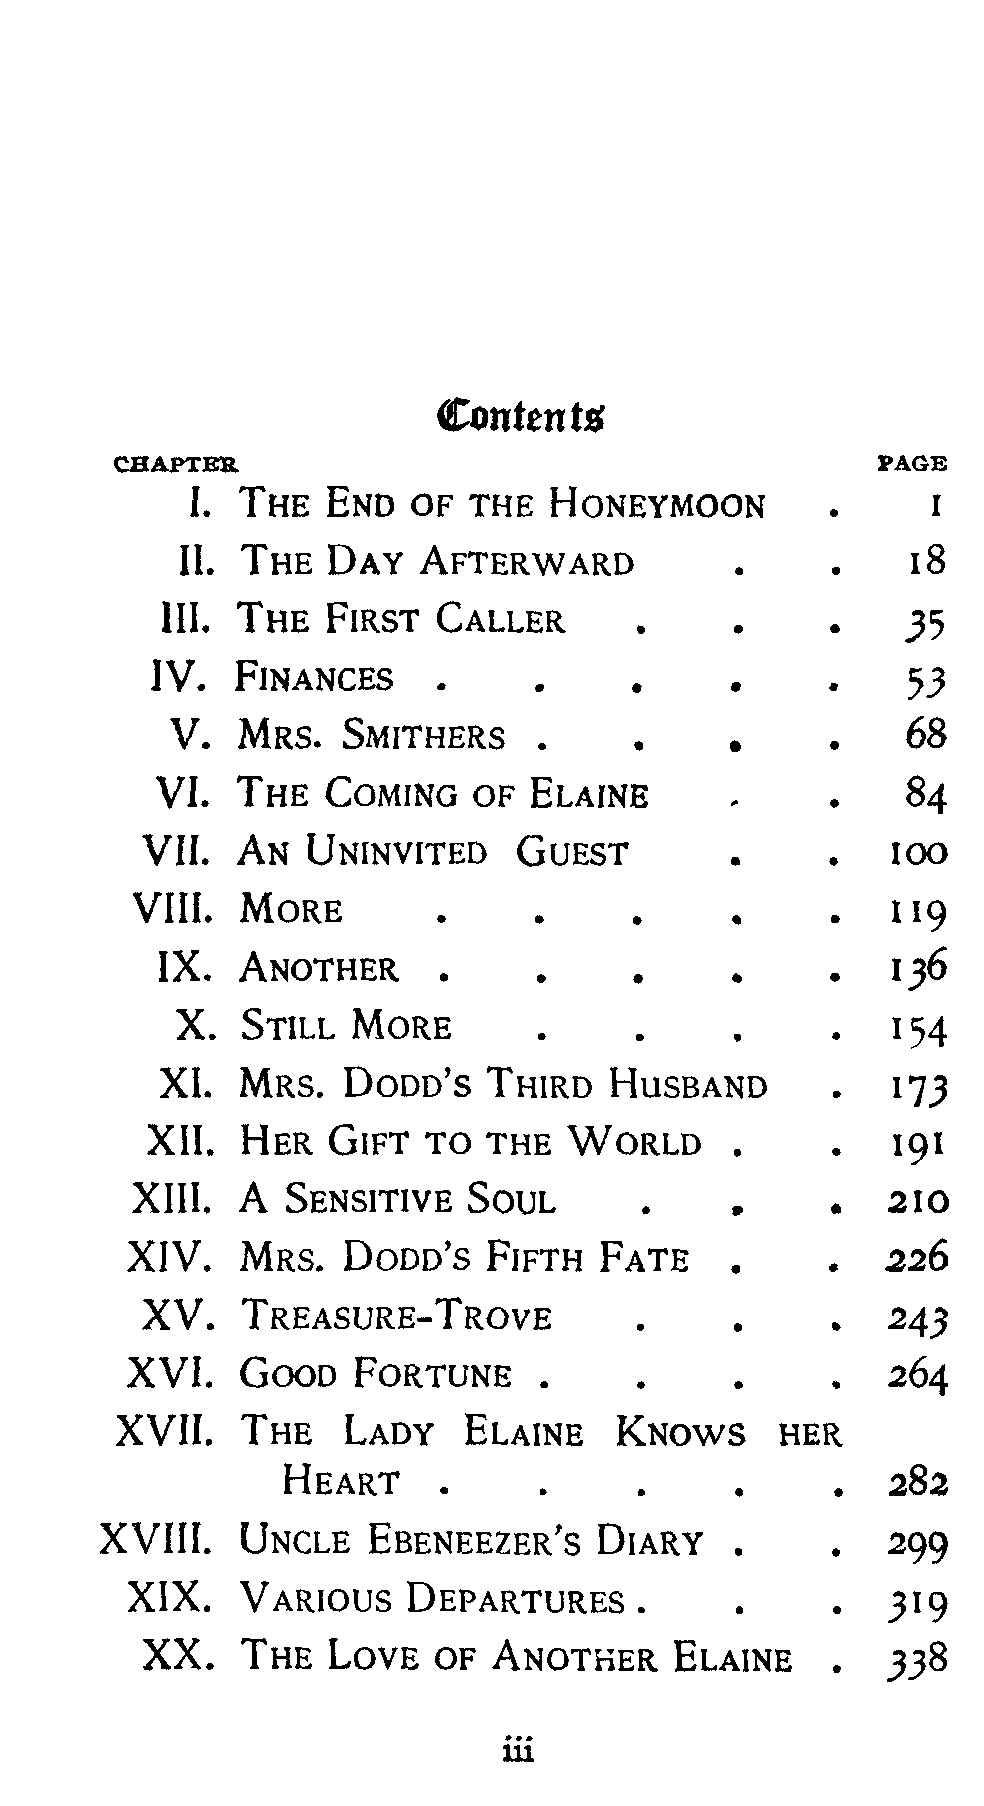 Contents
CHAPTER PAGE
I. THE END OF THE HONEYMOON . 1
II. THE DAY AFTERWARD . . 18
III. THE FIRST CALLER . . . 35
IV. FINANCES . . . . . 53
V. MRS. SMITHERS . . . . 68
VI. THE COMING OF ELAINE . . 84
VII. AN UNINVITED GUEST . . 100
VIII. MORE . . . . . 119
IX. ANOTHER . . . . . 136
X. STILL MORE . . . . 154
XI. MRS. DODD'S THIRD HUSBAND . 173
XII. HER GIFT TO THE WORLD . . 191
XIII. A SENSITIVE SOUL . . . 210
XIV. MRS. DODD'S FIFTH FATE . . 226
XV. TREASURE-TROVE . . . 243
XVI. GOOD FORTUNE . . . . 264
XVII. THE LADY ELAINE KNOWS HER
HEART . . . . . 282
XVIII. UNCLE EBENEEZER'S DIARY . . 299
XIX. VARIOUS DEPARTURES . . . 319
XX. THE LOVE OF ANOTHER ELAINE . 338
iii